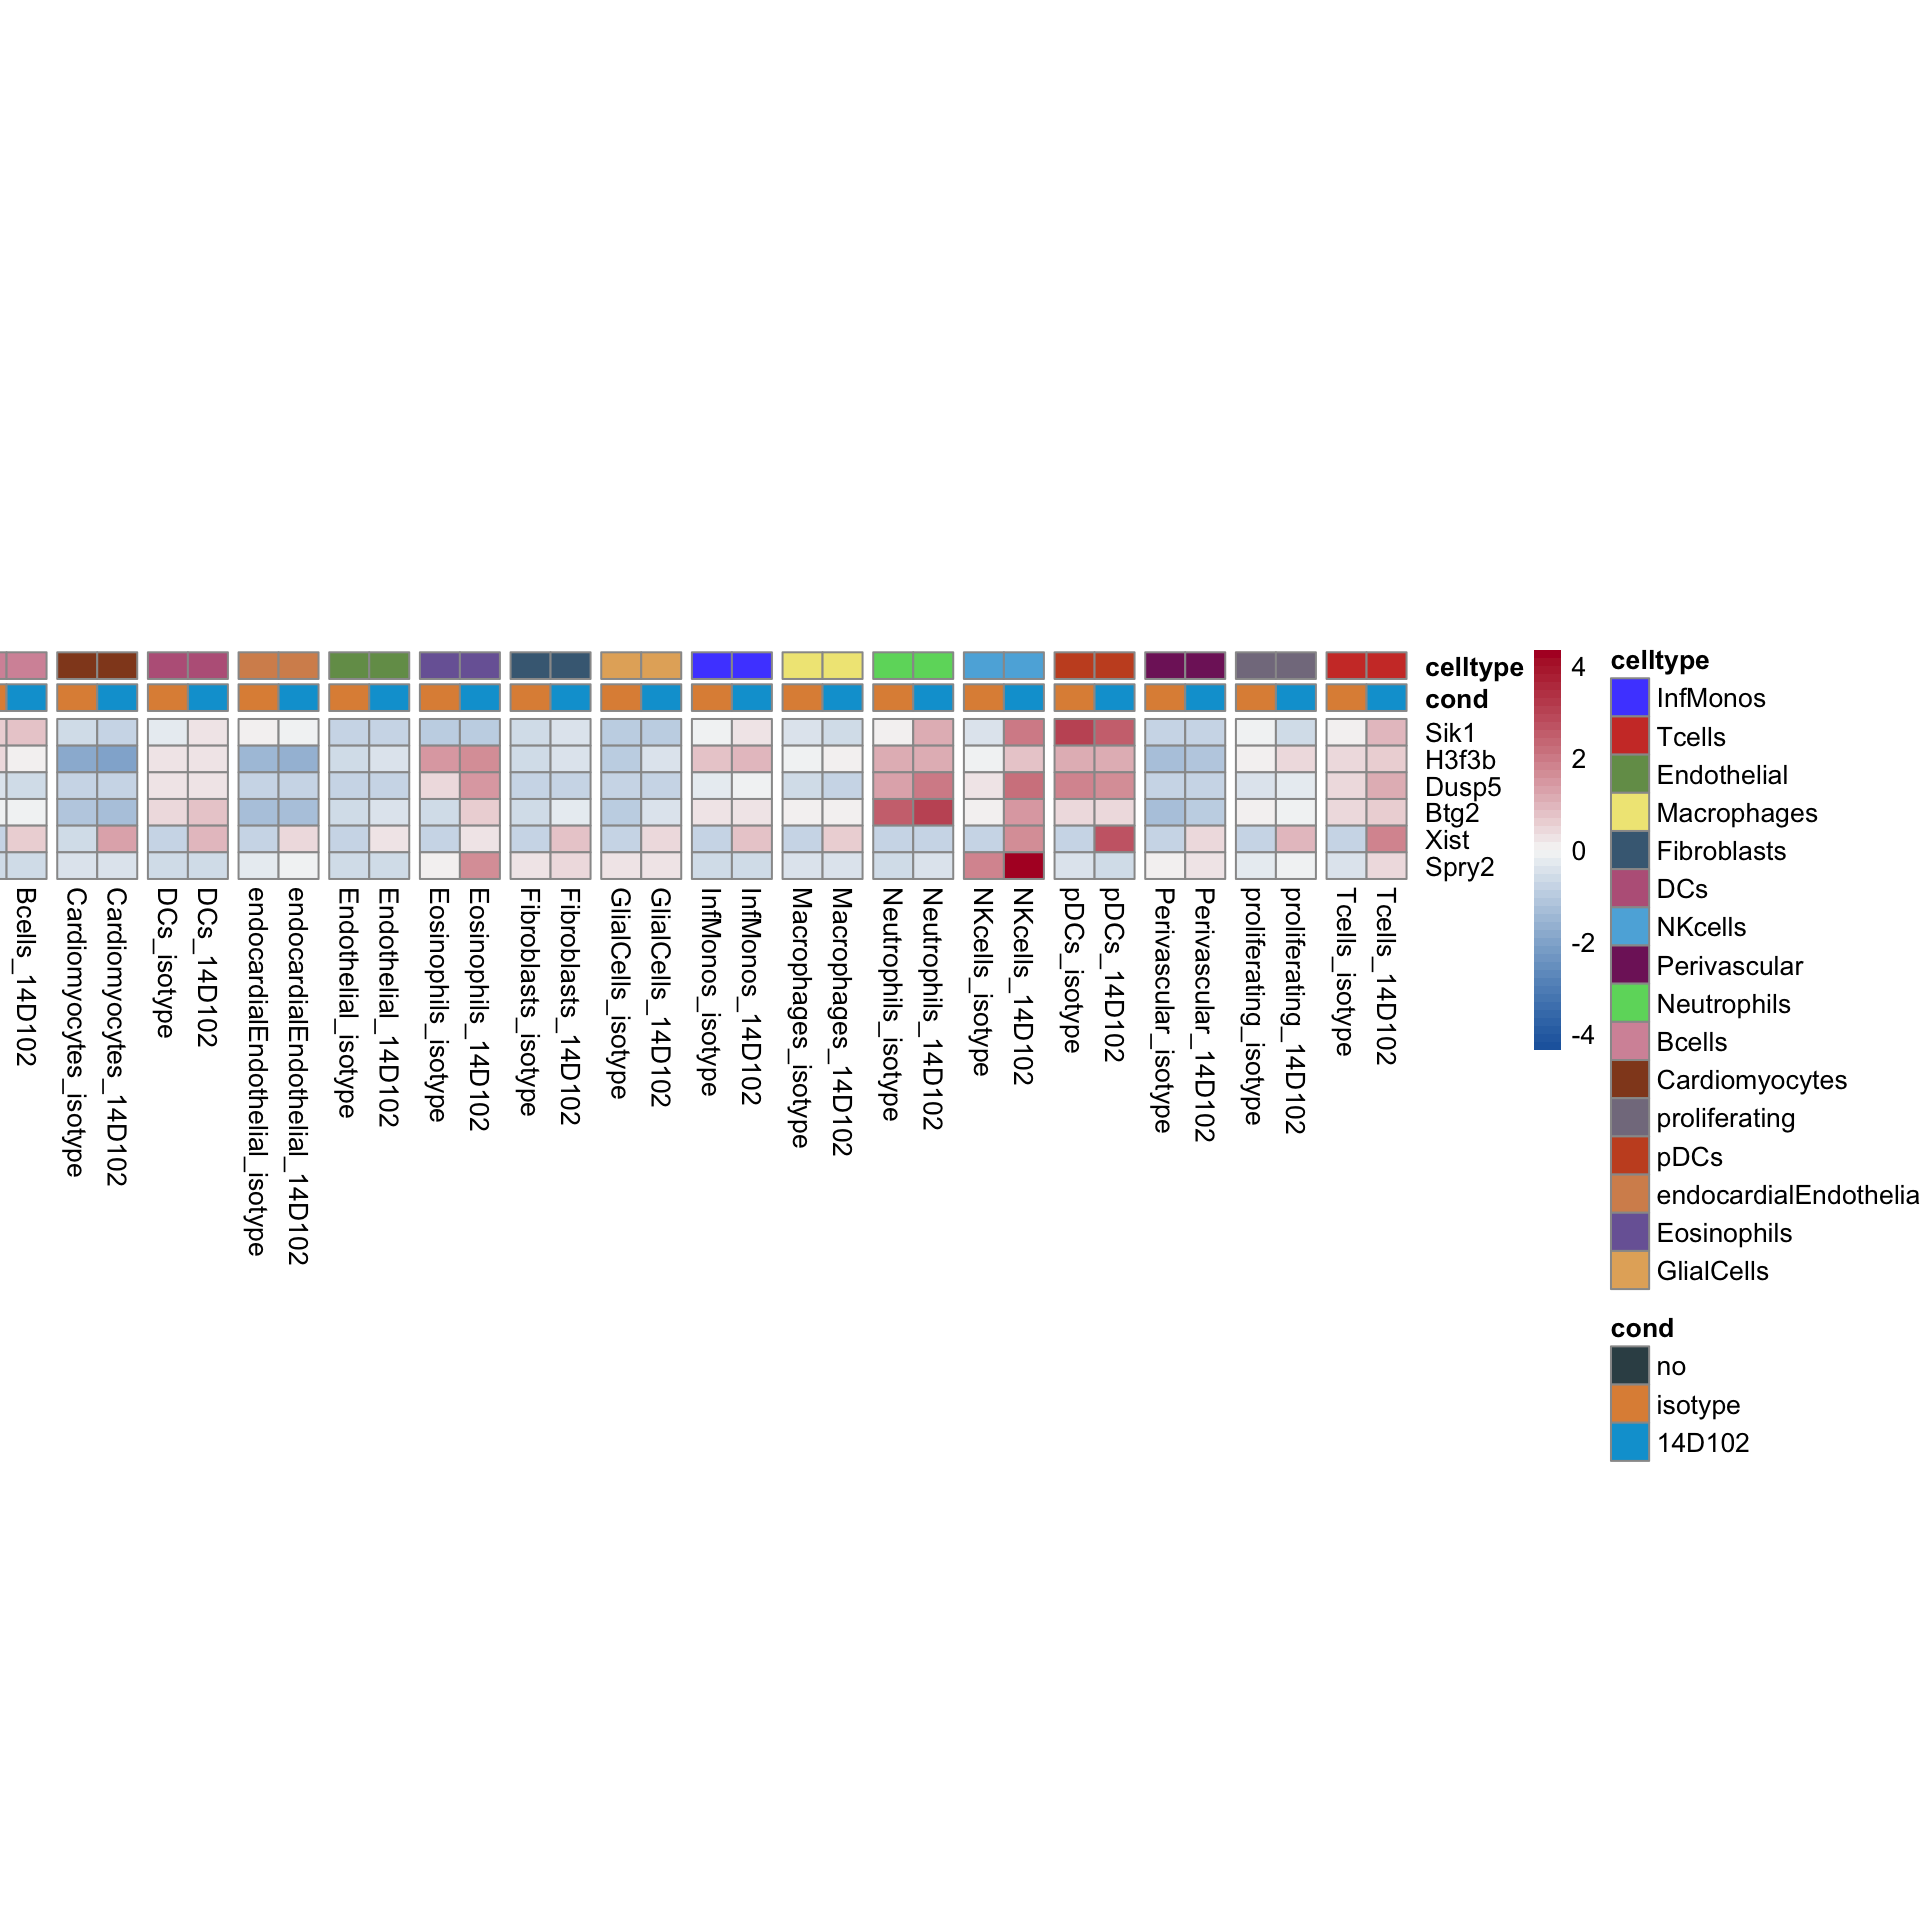 celltype
cond
Sik1
H3f3b
Dusp5
Btg2
Xist
Spry2
Bcells_14D102
Cardiomyocytes_isotype
Cardiomyocytes_14D102
DCs_isotype
DCs_14D102
endocardialEndothelial_isotype
endocardialEndothelial_14D102
Endothelial_isotype
Endothelial_14D102
Eosinophils_isotype
Eosinophils_14D102
Fibroblasts_isotype
Fibroblasts_14D102
GlialCells_isotype
GlialCells_14D102
InfMonos_isotype
InfMonos_14D102
Macrophages_isotype
Macrophages_14D102
Neutrophils_isotype
Neutrophils_14D102
NKcells_isotype
NKcells_14D102
pDCs_isotype
pDCs_14D102
Perivascular_isotype
Perivascular_14D102
proliferating_isotype
proliferating_14D102
Tcells_isotype
Tcells_14D102
4
2
0
-2
-4
celltype
InfMonos
Tcells
Endothelial
Macrophages
Fibroblasts
DCs
NKcells
Perivascular
Neutrophils
Bcells
Cardiomyocytes
proliferating
pDCs
endocardialEndothelia
Eosinophils
GlialCells
cond
no
isotype
14D102